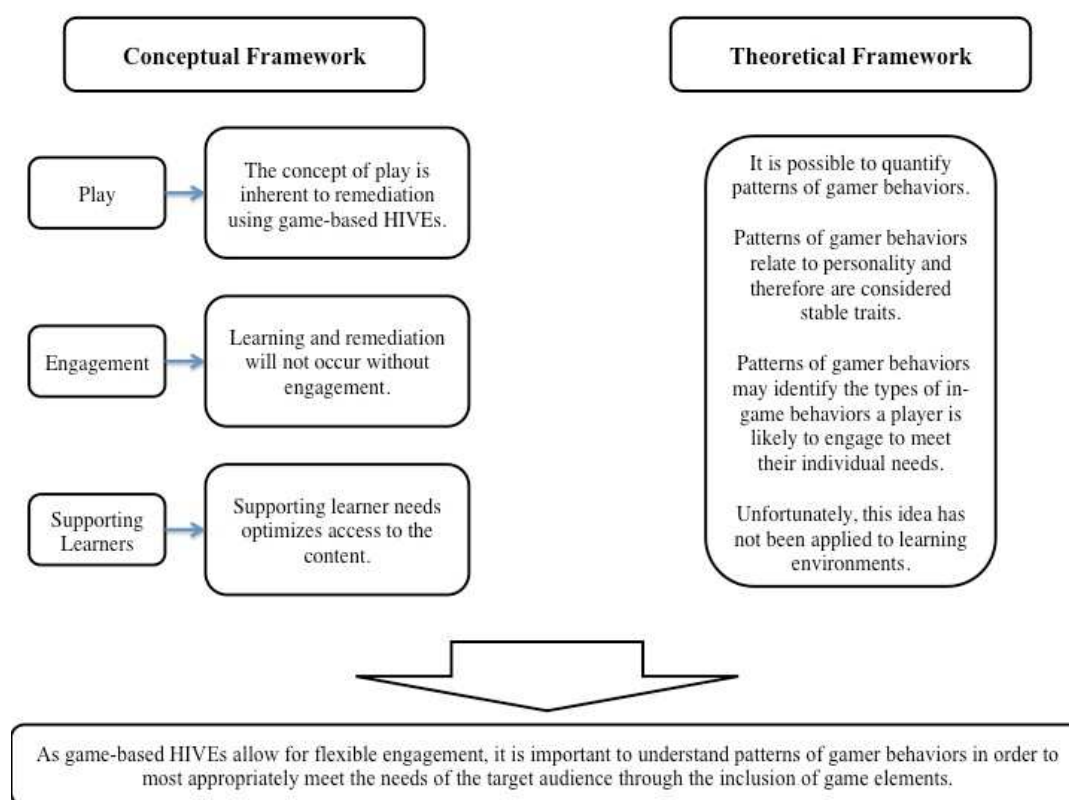 Conceptual Framework
Theoretical Framework
Play
The concept of play is
inherent to remediation
using game-based HIVEs.
Engagement
Learning and remediation
will not occur without
engagement.
Supporting
Learners
Supporting learner needs
optimizes access to the
content.
It is possible to quantify
patterns of gamer behaviors.
Patterns of gamer behaviors
relate to personality and
therefore are considered
stable traits.
Patterns of gamer behaviors
may identify the types of in-
game behaviors a player is
likely to engage to meet
their individual needs.
Unfortunately, this idea has
not been applied to learning
environments.
As game-based HIVEs allow for flexible engagement, it is important to understand patterns of gamer behaviors in order to
most appropriately meet the needs of the target audience through the inclusion of game elements.